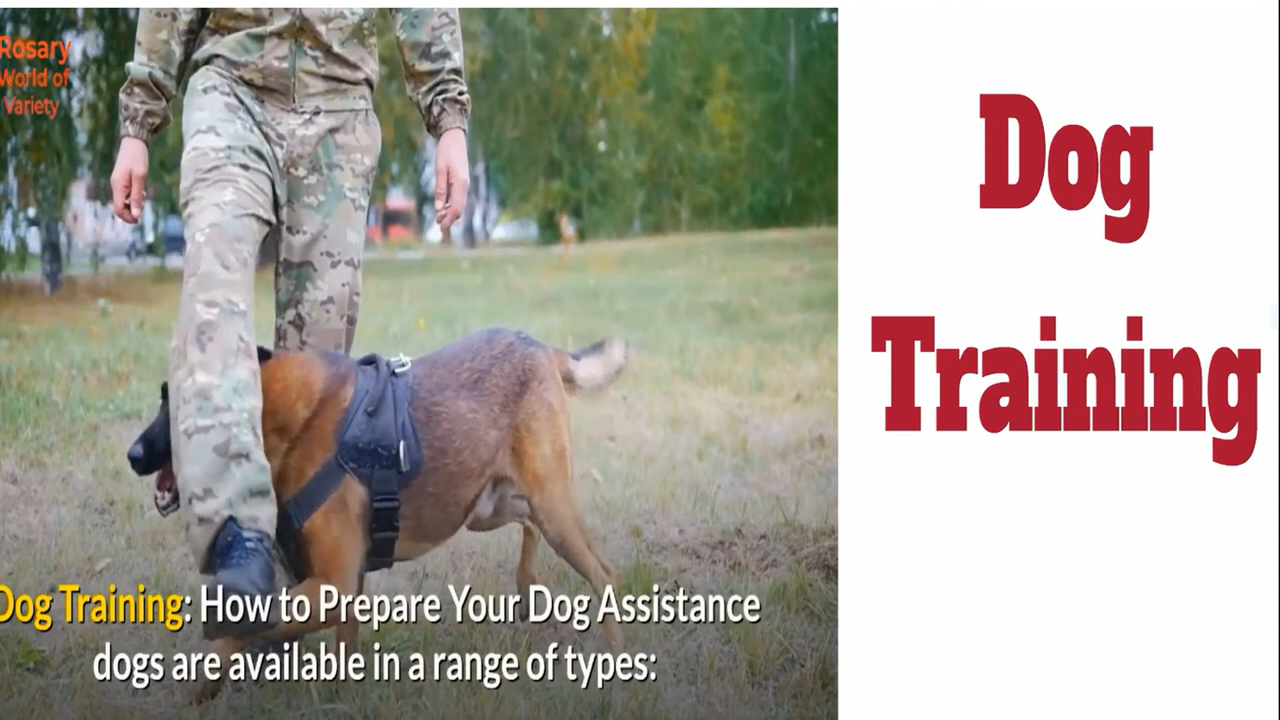 Rosary
World of
Variety
Dog
Training
Dog Training: How to Prepare Your Dog Assistance
dogs are available in a range of types: